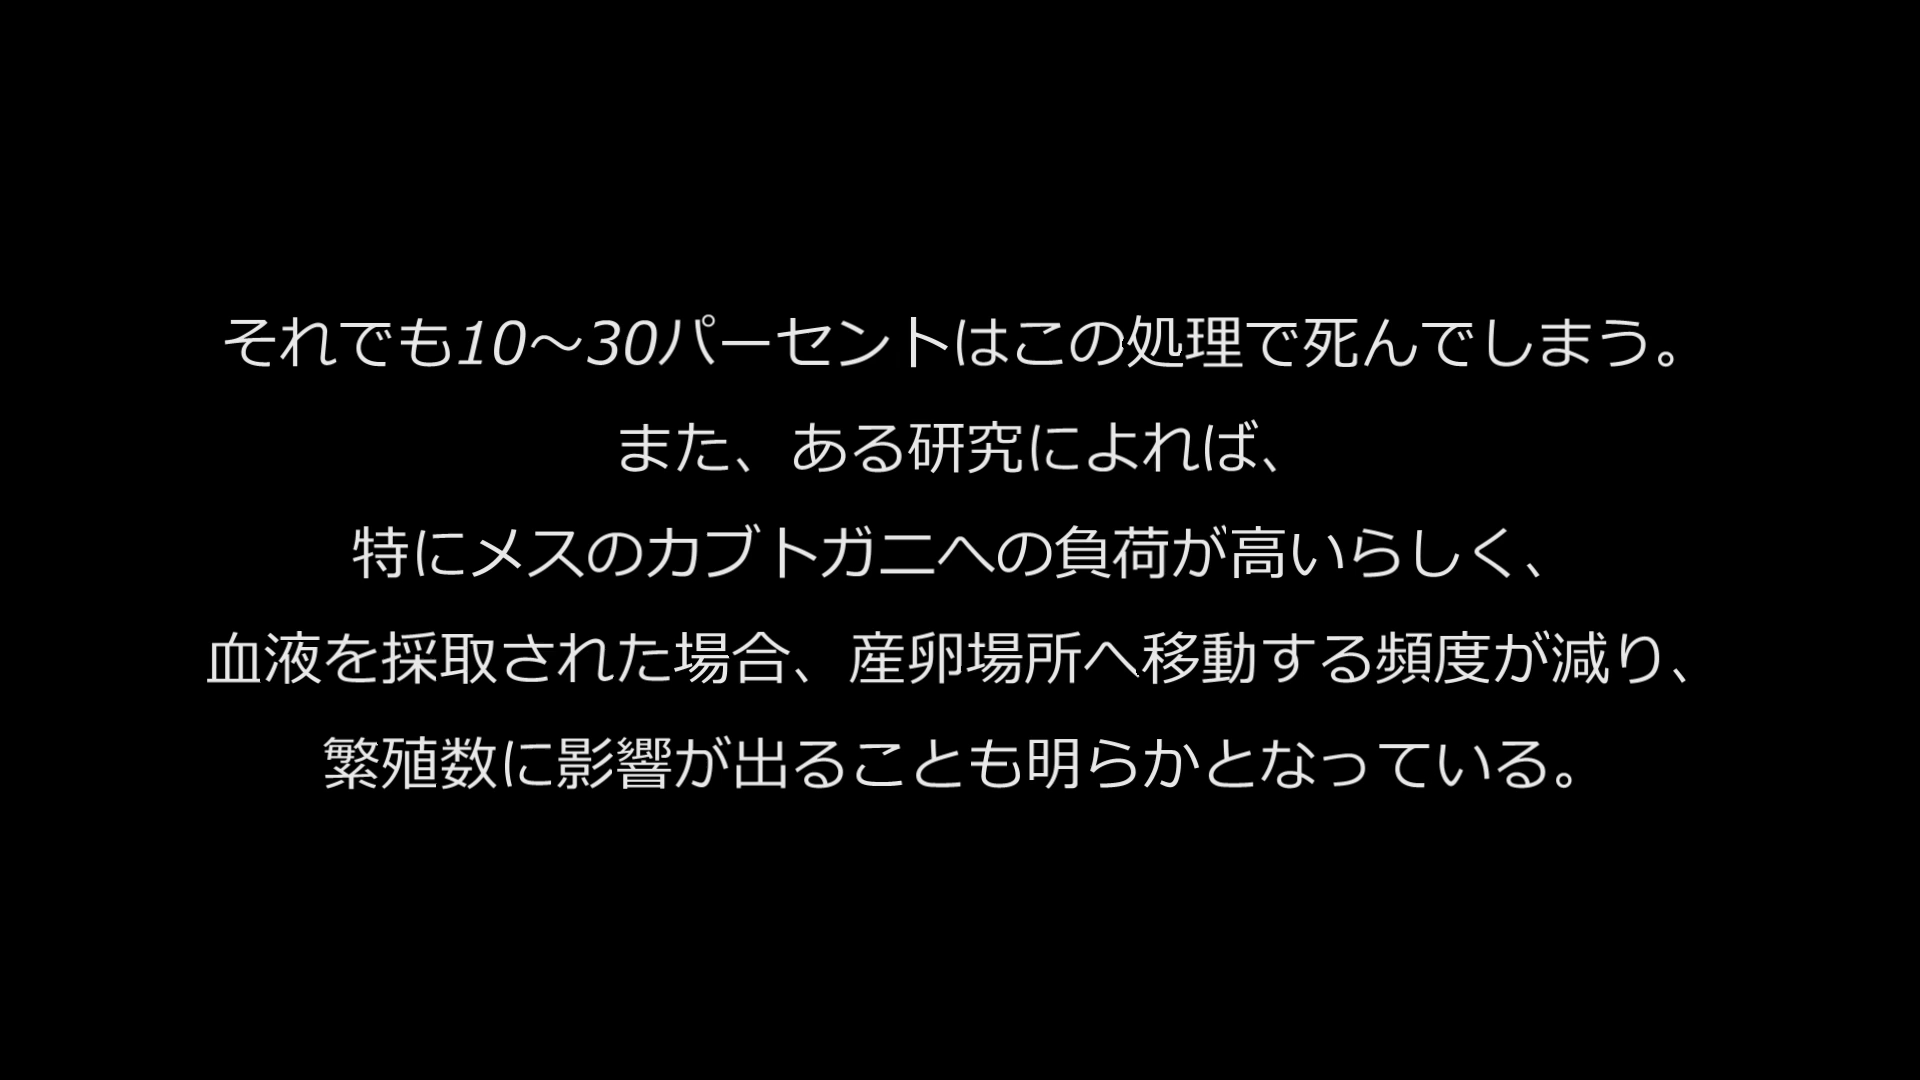 それでも10～30パーセントはこの処理で死んでしまう。
また、ある研究によれば、
特にメスのカブトガニへの負荷が高いらしく、
血液を採取された場合、産卵場所へ移動する頻度が減り、
繁殖数に影響が出ることも明らかとなっている。